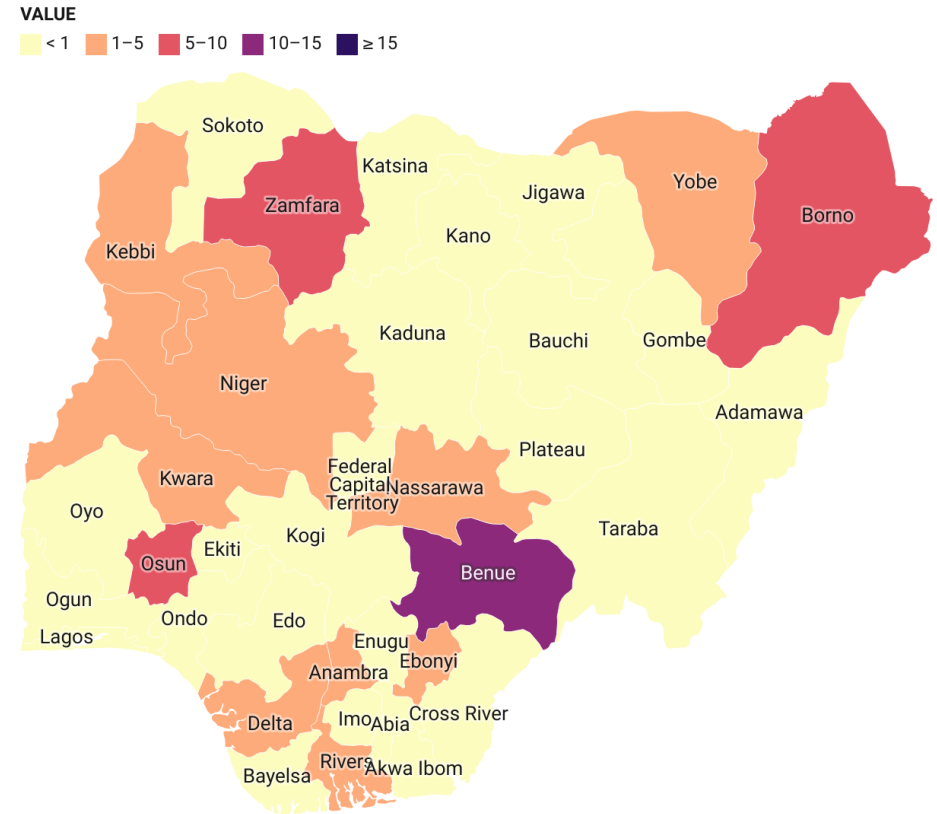 VALUE
< 1
1–5
5–10
10–15
≥ 15
Sokoto
Katsina
Zamfara
Jigawa
Yobe
Borno
Kano
Kebbi
Kaduna
Bauchi
Gombe
Niger
Adamawa
Plateau
Federal
Capital
Territory
Nassarawa
Kwara
Oyo
Taraba
Kogi
Ekiti
Osun
Benue
Ogun
Ondo
Edo
Lagos
Enugu
Ebonyi
Anambra
Cross River
Imo
Abia
Delta
Rivers
Akwa Ibom
Bayelsa